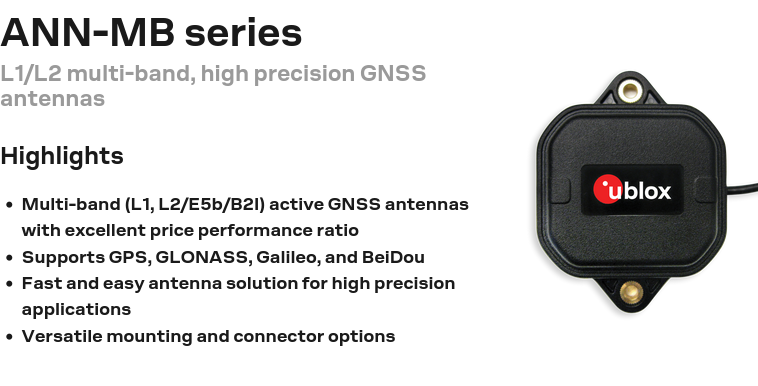 ANN-MB series
L1/L2 multi-band, high precision GNSS
antennas
Highlights
• Multi-band (L1, L2/E5b/B2I) active GNSS antennas
with excellent price performance ratio
• Supports GPS, GLONASS, Galileo, and BeiDou
• Fast and easy antenna solution for high precision
applications
• Versatile mounting and connector options
ublox